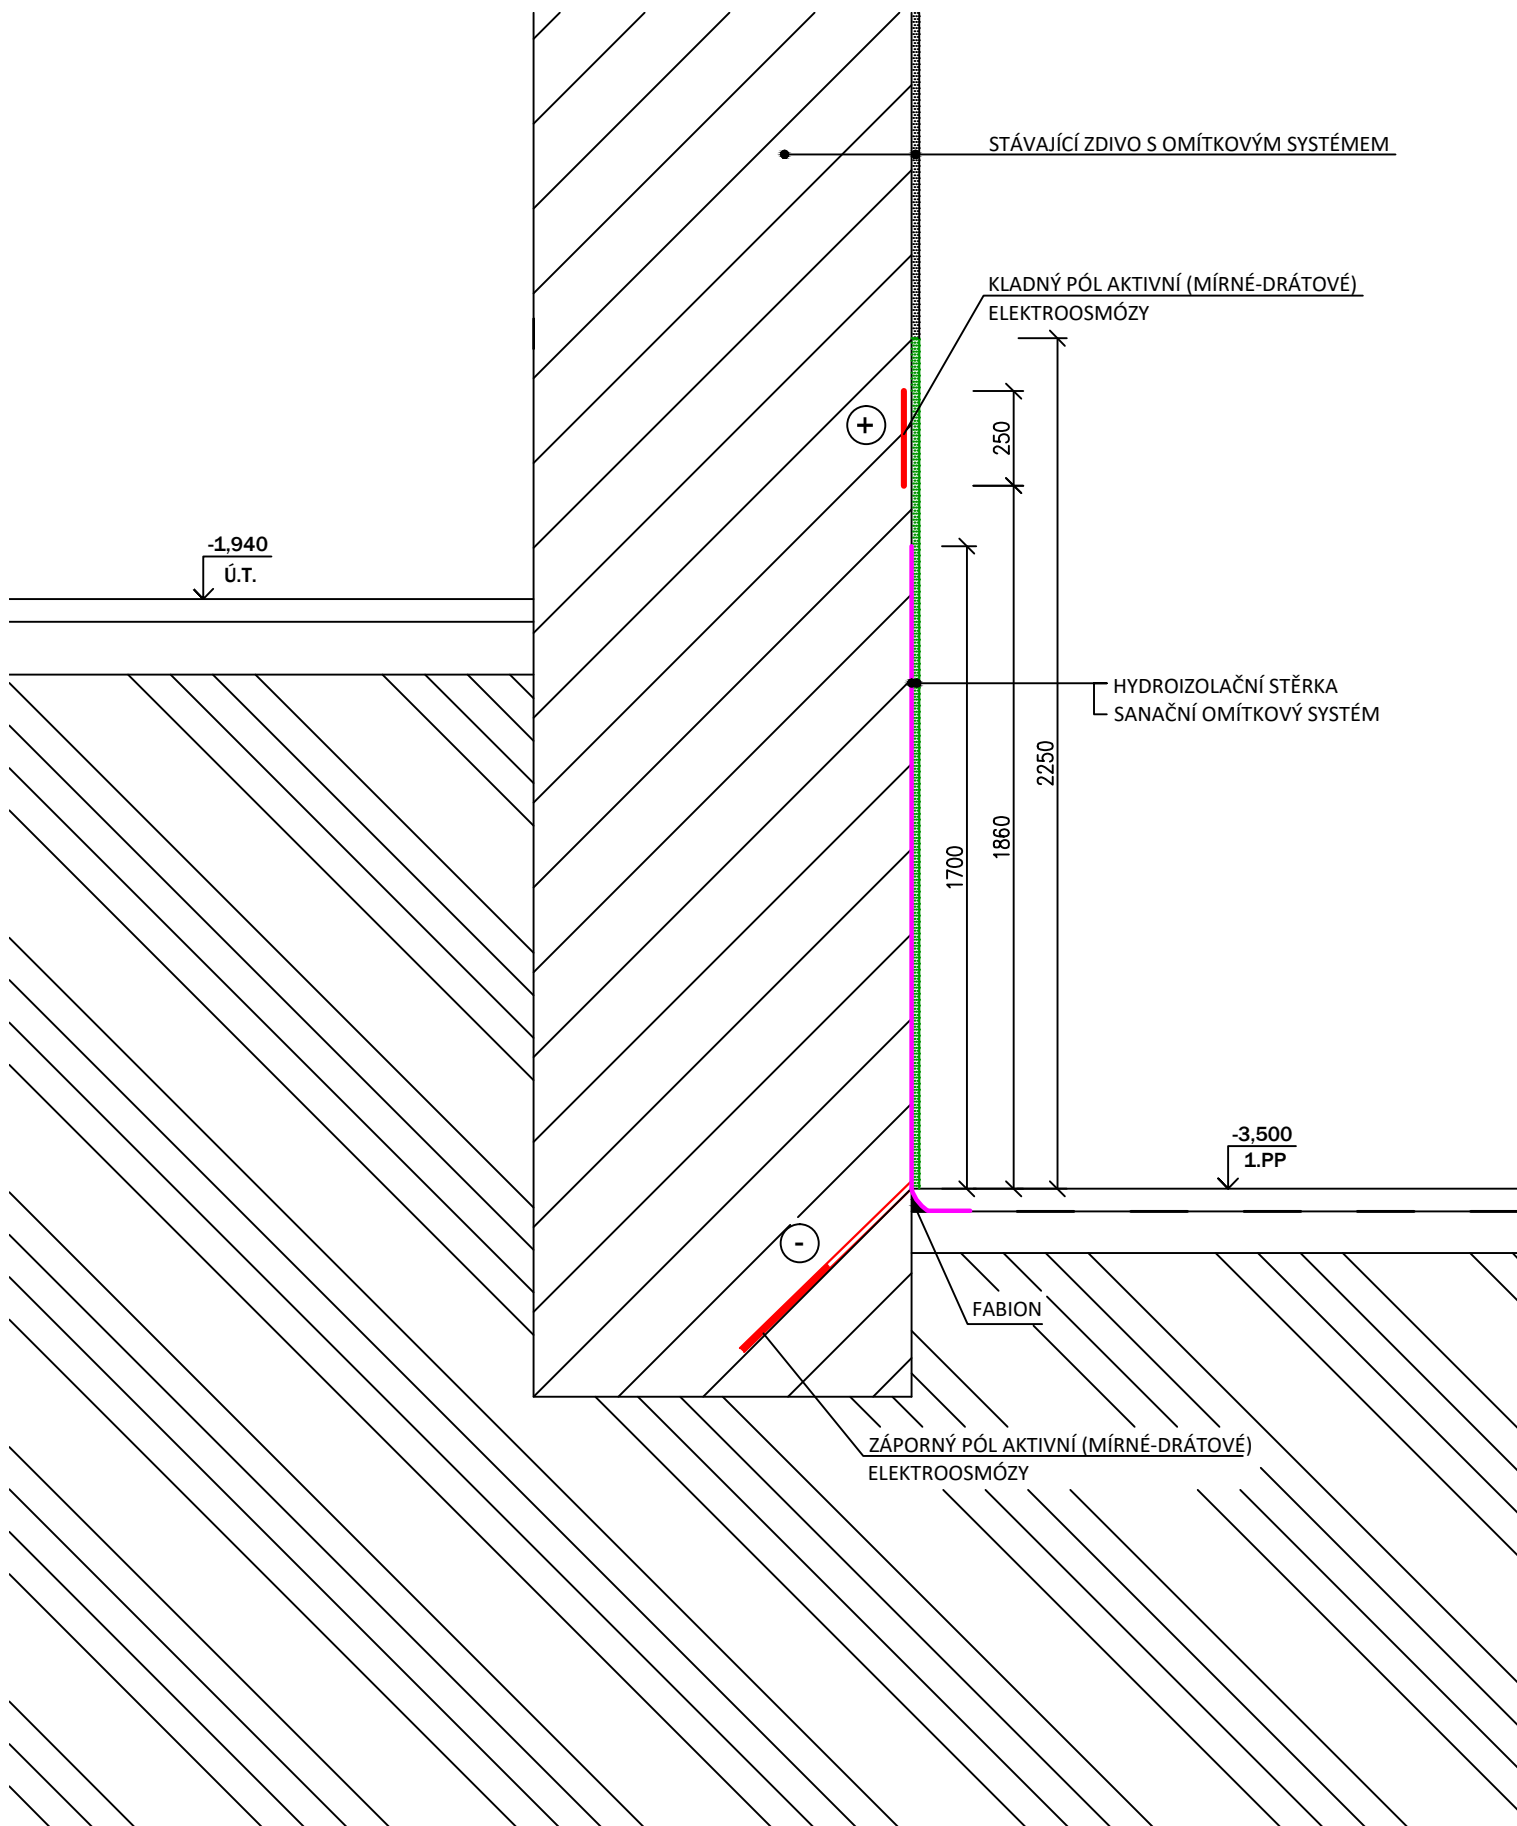 STÁVAJÍCÍ ZDIVO S OMÍTKOVÝM SYSTÉMEM
KLADNÝ PÓL AKTIVNÍ (MÍRNÉ-DRÁTOVÉ)
ELEKTROOSMÓZY
+
250
-1,940
Ú.T.
HYDROIZOLAČNÍ STĚRKA
SANAČNÍ OMÍTKOVÝ SYSTÉM
2250
1860
1700
-3,500
1.PP
-
FABION
ZÁPORNÝ PÓL AKTIVNÍ (MÍRNÉ-DRÁTOVÉ)
ELEKTROOSMÓZY